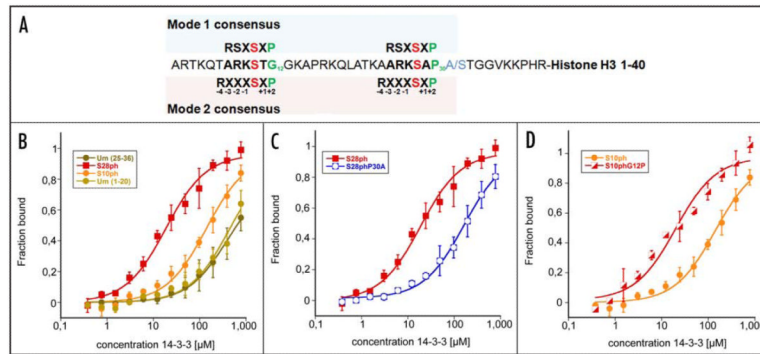 A
Mode 1 consensus
RSXSXP RSXSXP
ARTKQTARKSTG12GKAPRKQLATKAARKSAP30A/STGGVKKPHR-Histone H3 1-40
RXXXSXP RXXXSXP
-4 -3 -2 -1 +1+2 -4 -3 -2 -1 +1+2
Mode 2 consensus
B
Um (25-36)
S28ph
S10ph
Um (1-20)
Fraction bound
1
0,8
0,6
0,4
0,2
0
0,1 1 10 100 1,000
concentration 14-3-3 [µM]
C
S28ph
S28phP30A
Fraction bound
1
0,8
0,6
0,4
0,2
0
0,1 1 10 100 1,000
concentration 14-3-3 [µM]
D
S10ph
S10phG12P
Fraction bound
1
0,8
0,6
0,4
0,2
0
0,1 1 10 100 1,000
concentration 14-3-3 [µM]